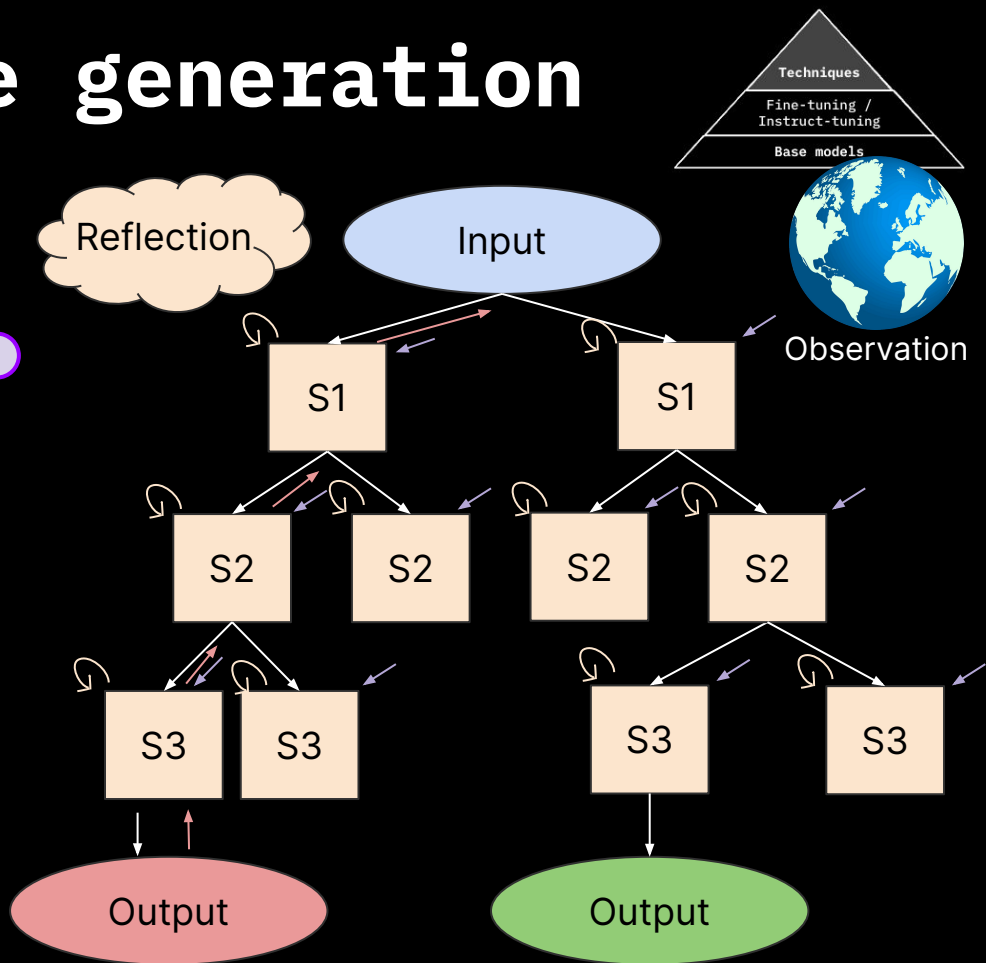 e generation
Techniques
Fine-tuning /
Instruct-tuning
Base models
Reflection
Input
Observation
S1
S1
S2
S2
S2
S2
S3
S3
S3
S3
Output
Output